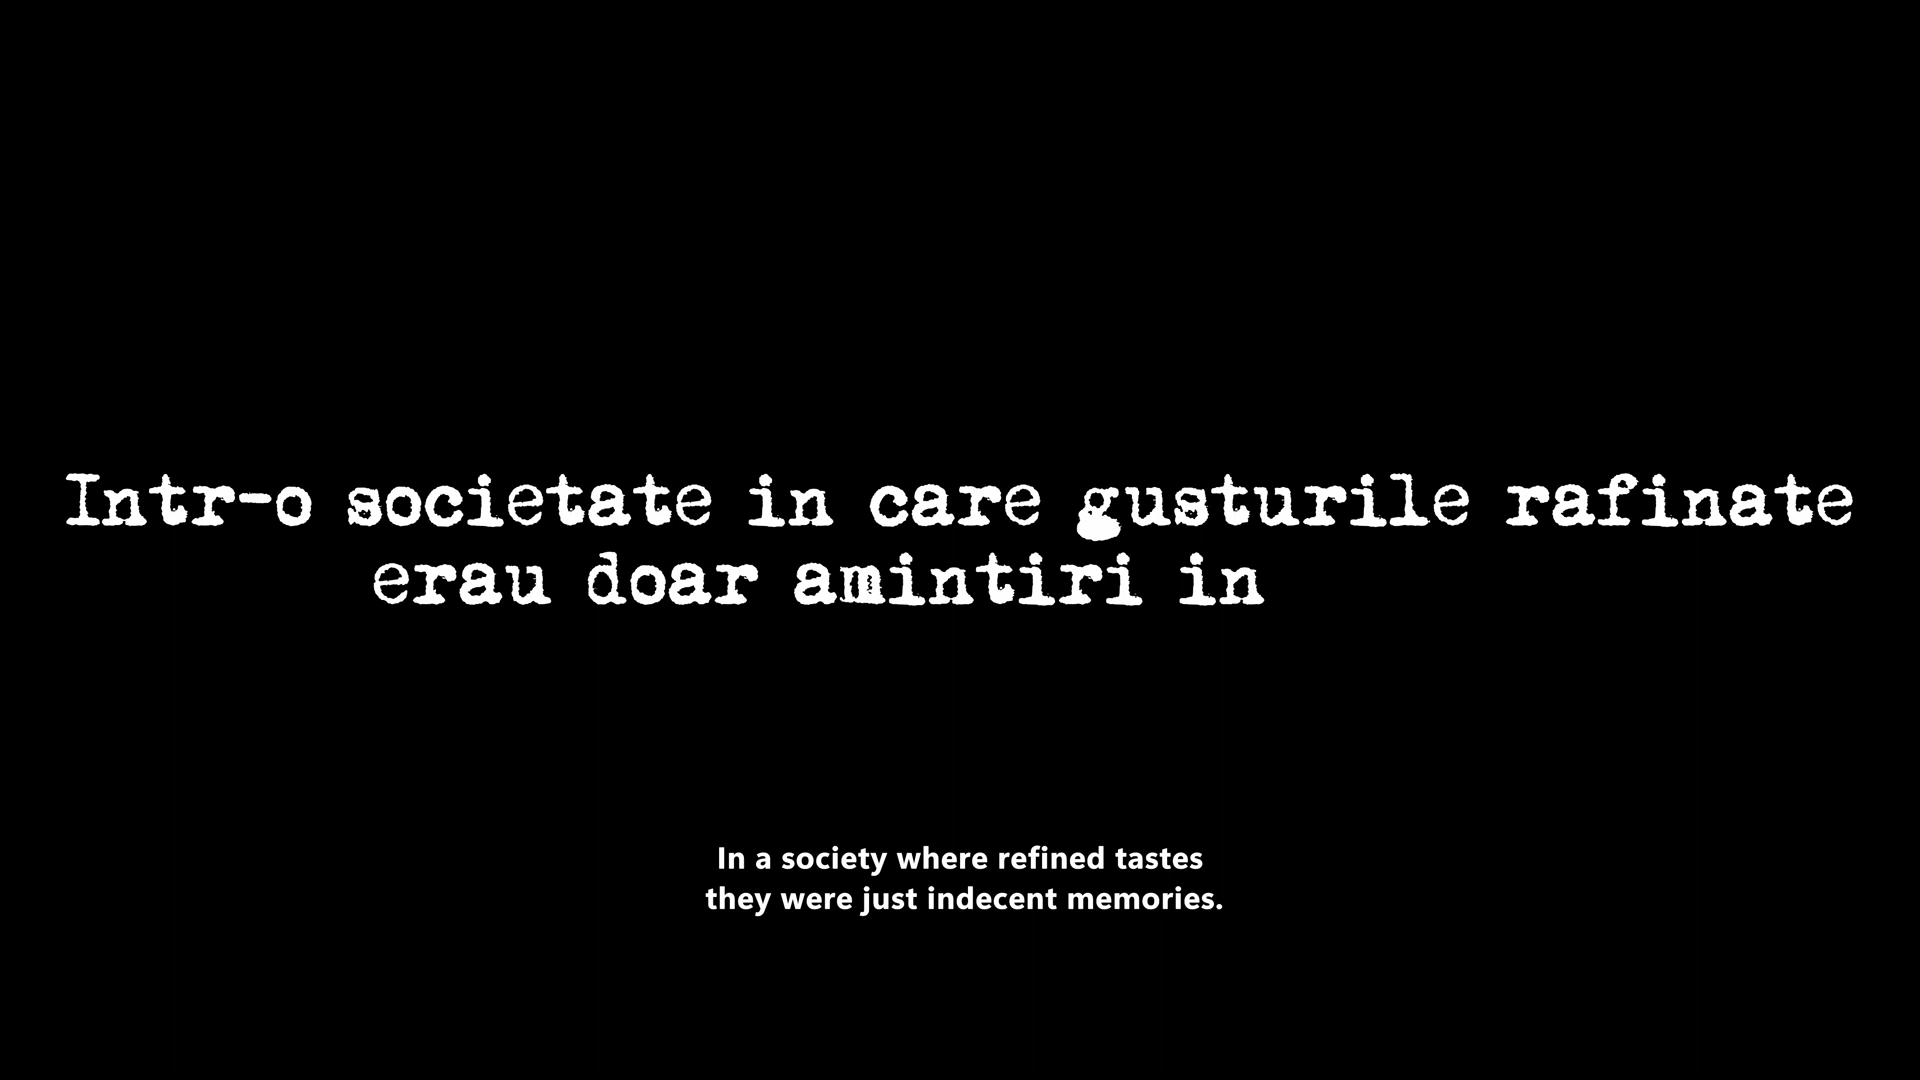 Intr-o societate in care gusturile rafinate
erau doar amintiri in
In a society where refined tastes
they were just indecent memories.